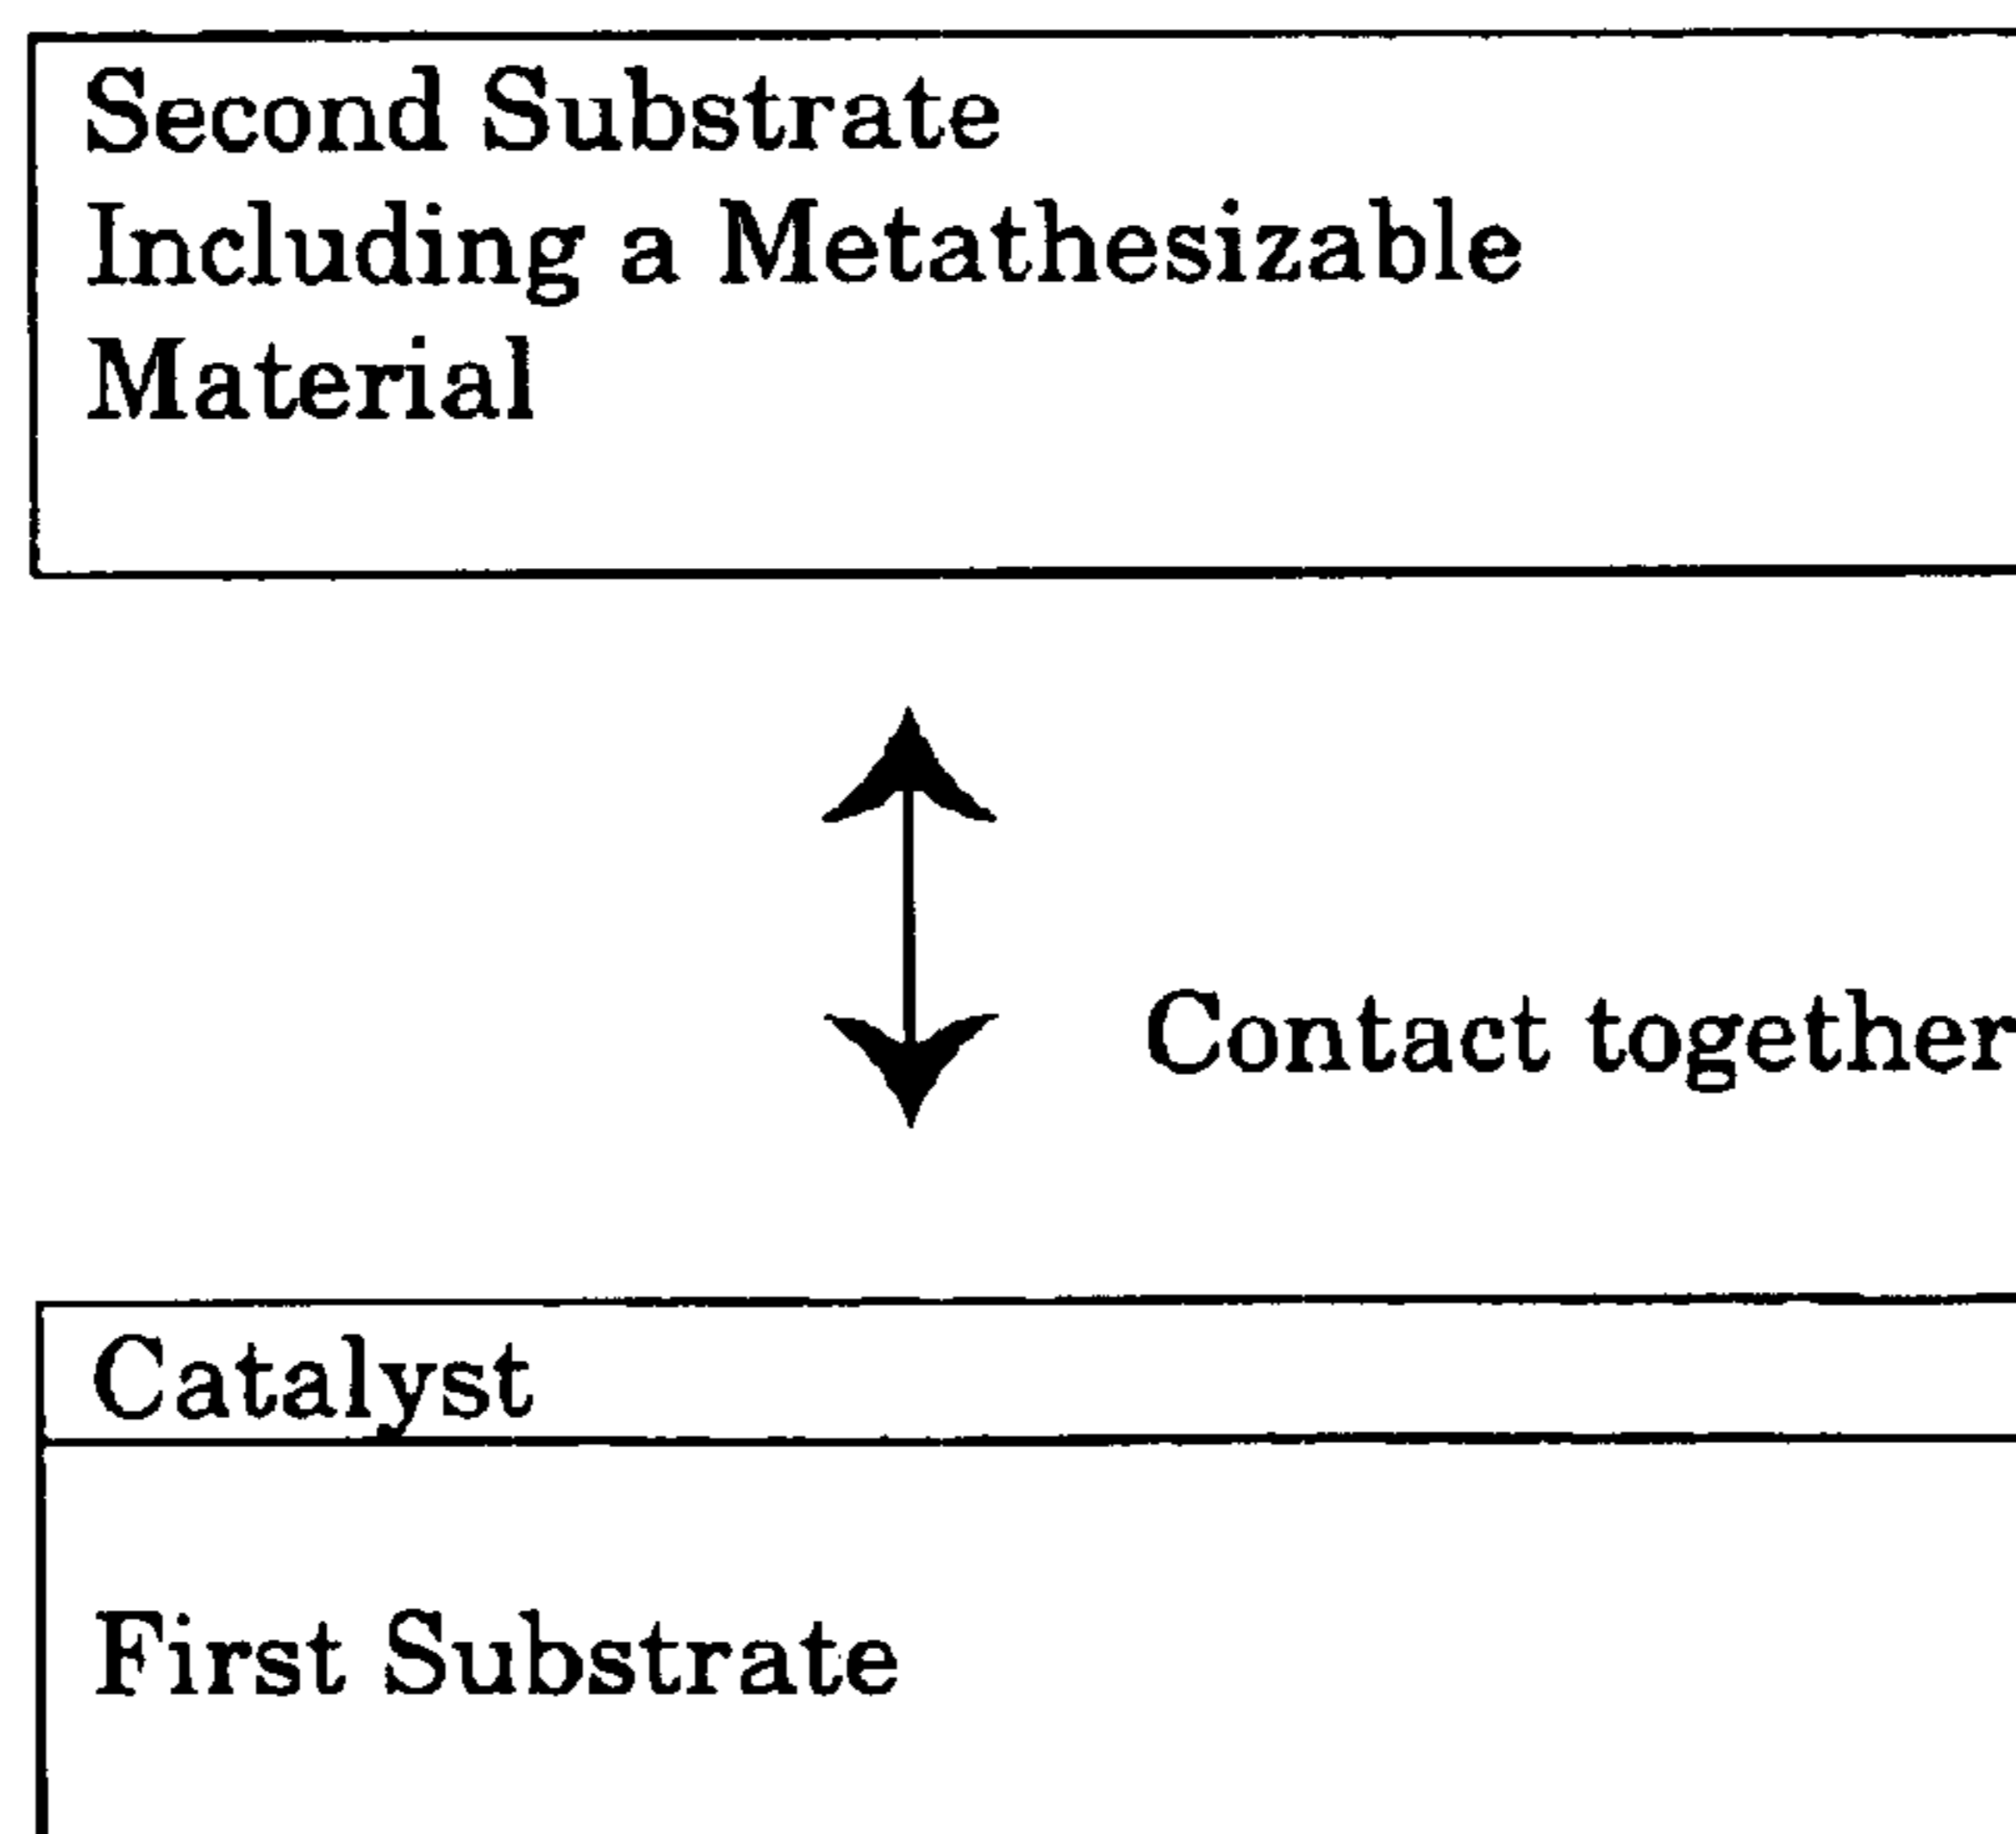 Second Substrate
Including a Metathesizable
Material
Contact together
Catalyst
First Substrate